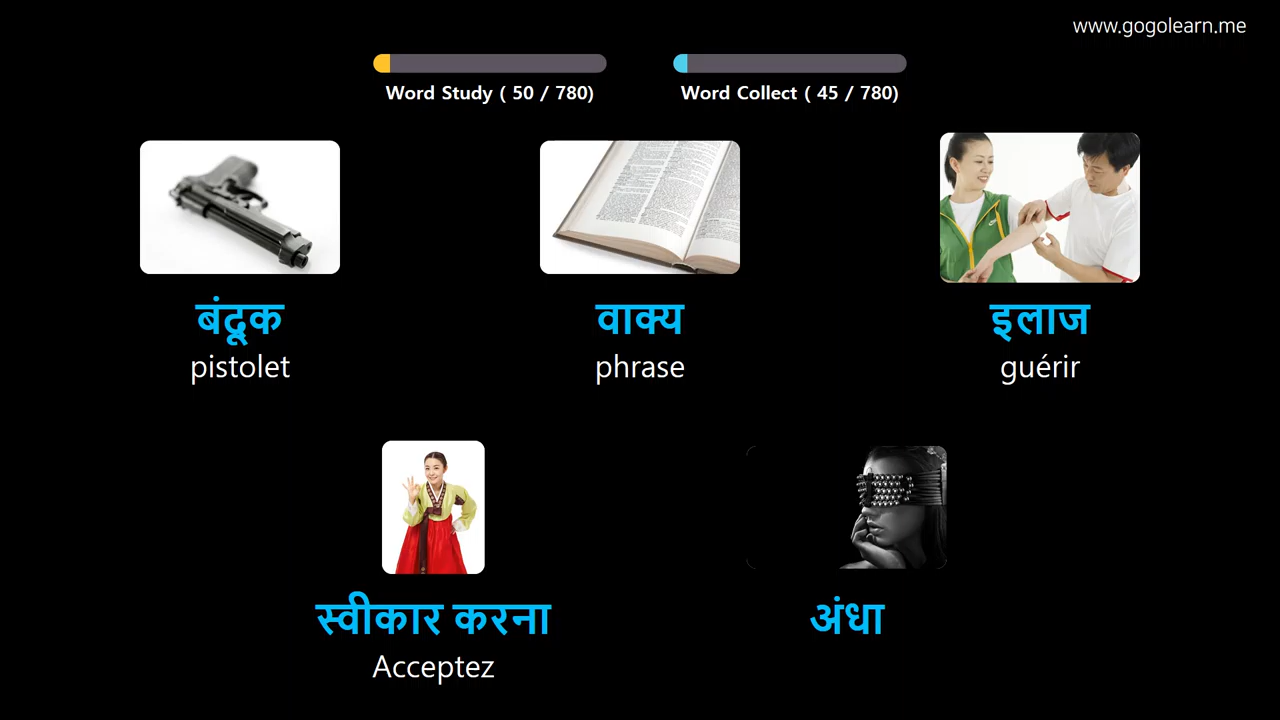 www.gogolearn.me
Word Study ( 50 / 780)
Word Collect ( 45 / 780)
बंदूक
वाक्य
इलाज
pistolet
phrase
guérir
स्वीकार करना
अंधा
Acceptez